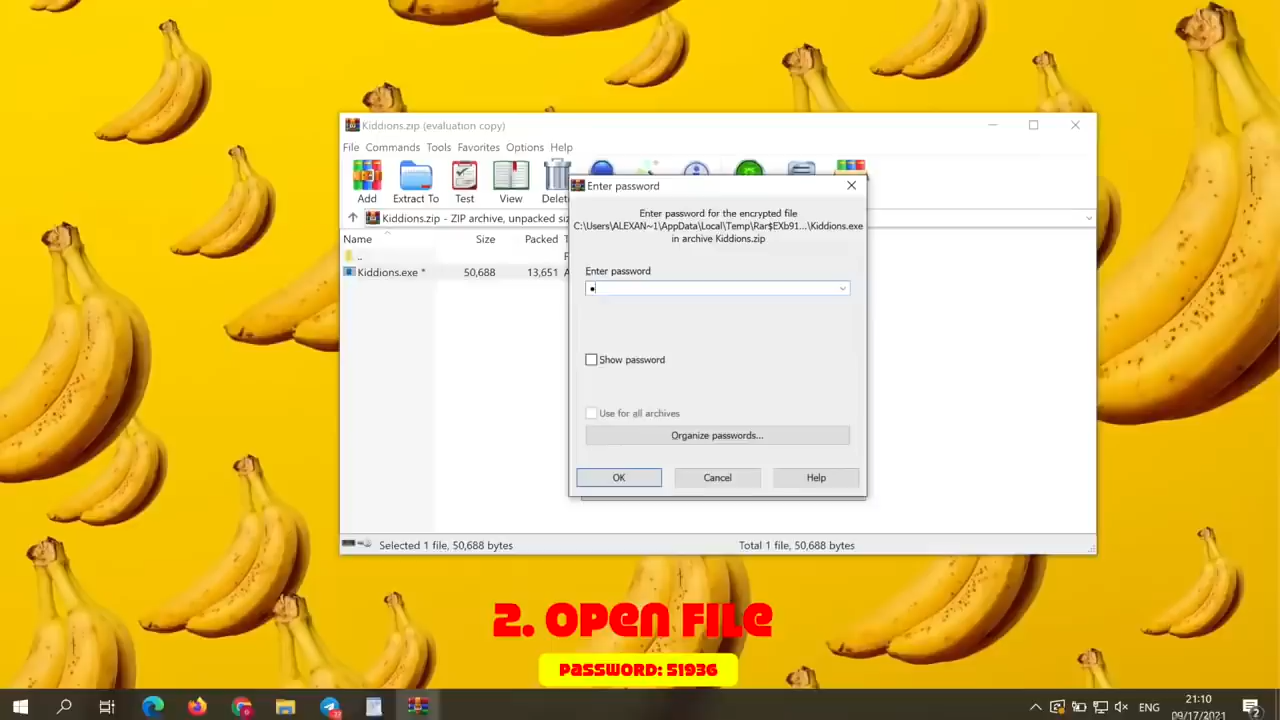 Kiddions.zip (evaluation copy)
File Commands Tools Favorites Options Help
Add Extract To Test View
Kiddions.zip - ZIP archive, unpacked
Name Size Packed
..
Kiddions.exe * 50,688 13,651
Enter password
Enter password for the encrypted file
C:\Users\ALEXAN~1\AppData\Local\Temp\Rar$EXb91...\Kiddions.exe
in archive Kiddions.zip
Enter password
Show password
Use for all archives
Organize passwords...
OK Cancel Help
Selected 1 file, 50,688 bytes Total 1 file, 50,688 bytes
2. OPEN FILE
PASSWORD: 51936
ENG
21:10
09/17/2021
2